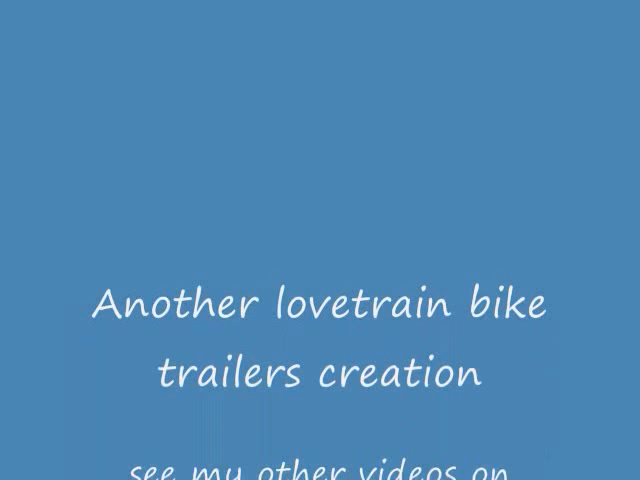 Another lovetrain bike
trailers creation
see my other videos on